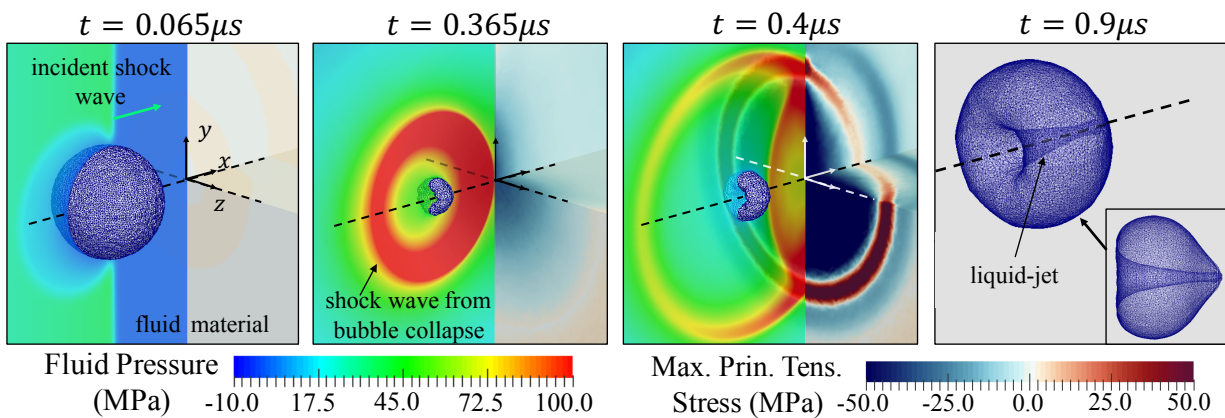 t = 0.065μs
t = 0.365μs
t = 0.4μs
t = 0.9μs
incident shock
wave
y
x
z
fluid material
shock wave from
bubble collapse
liquid-jet
Fluid Pressure
(MPa)
-10.0 17.5 45.0 72.5 100.0
Max. Prin. Tens.
Stress (MPa)
-50.0 -25.0 0.0 25.0 50.0